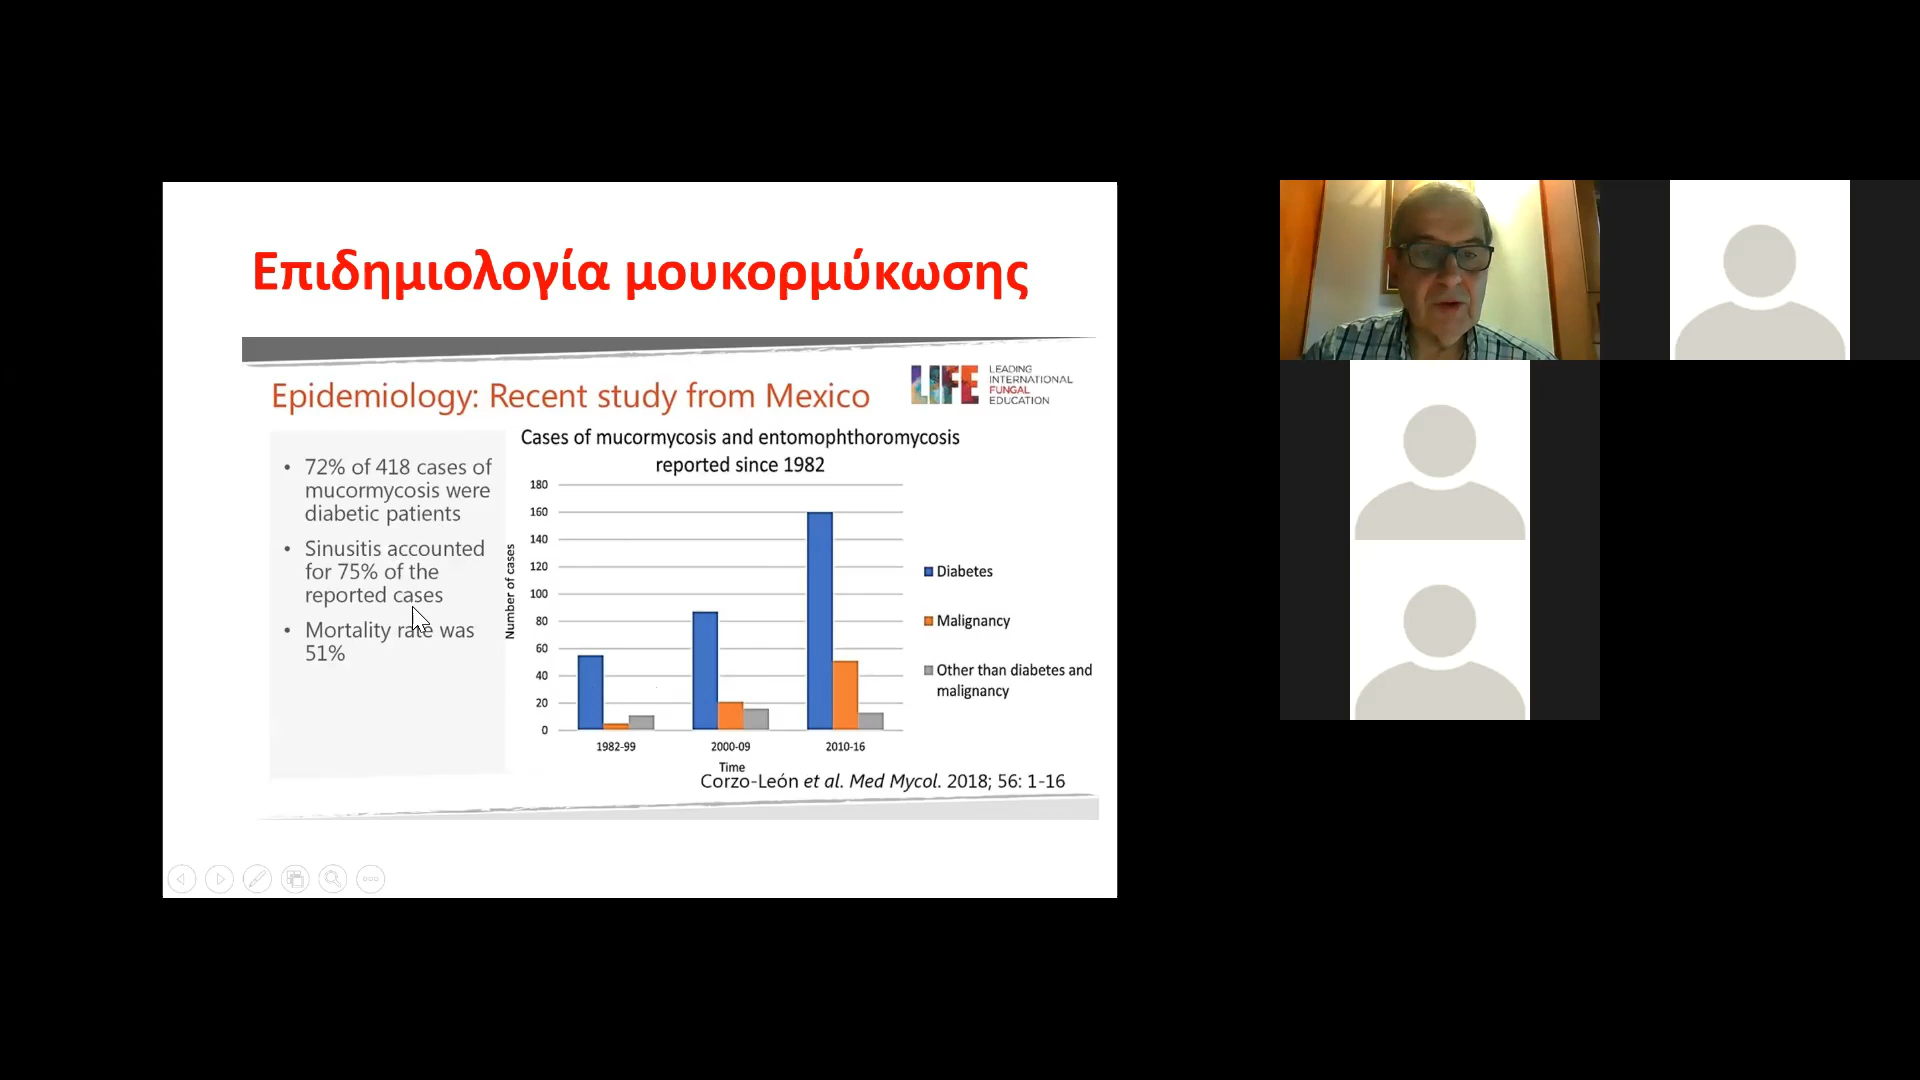 Επιδημιολογία μουκορμύκωσης
Epidemiology: Recent study from Mexico
LIFE
LEADING
INTERNATIONAL
FUNGAL
EDUCATION
• 72% of 418 cases of
mucormycosis were
diabetic patients
• Sinusitis accounted
for 75% of the
reported cases
• Mortality rate was
51%
Cases of mucormycosis and entomophthoromycosis
reported since 1982
Number of cases
180
160
140
120
100
80
60
40
20
0
1982-99
2000-09
2010-16
Time
Diabetes
Malignancy
Other than diabetes and
malignancy
Corzo-León et al. Med Mycol. 2018; 56: 1-16